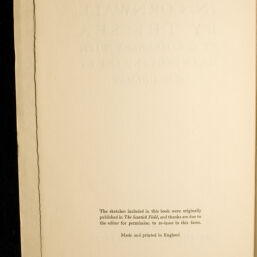 The sketches included in this book were originally
published in The Scottish Field, and thanks are due to
the editor for permission to re-issue in this form.
Made and printed in England